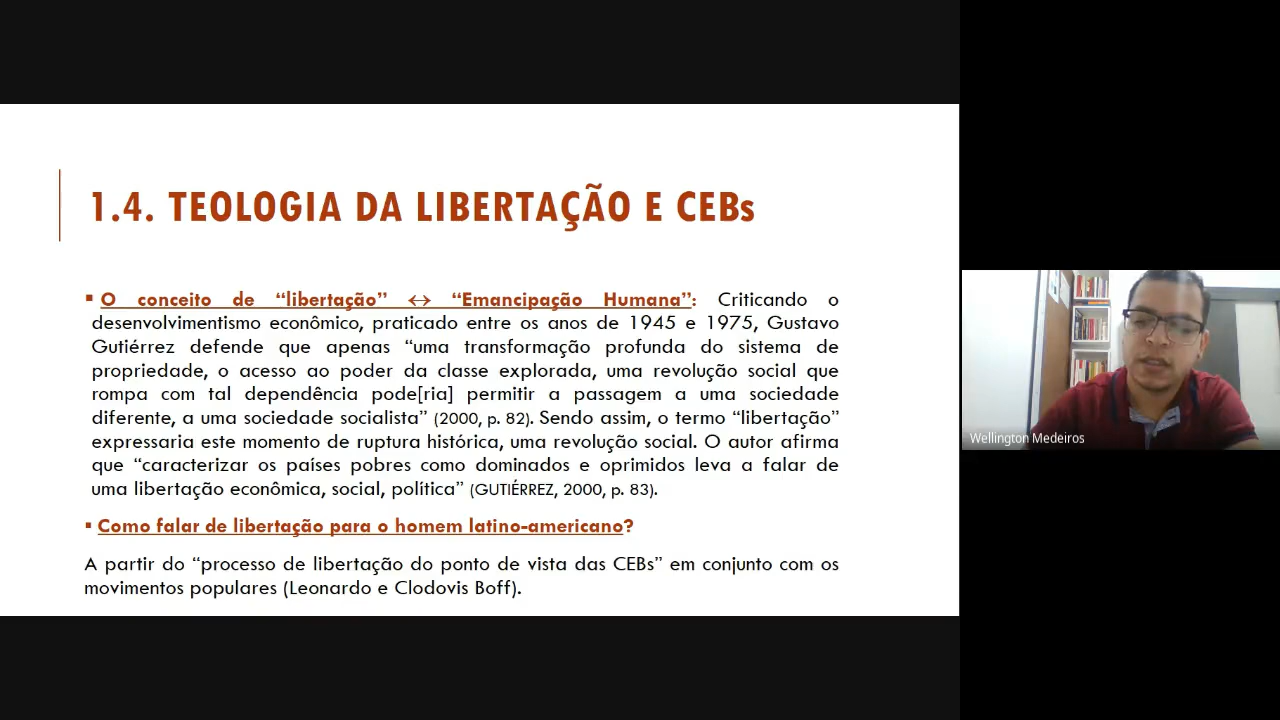 1.4. TEOLOGIA DA LIBERTAÇÃO E CEBs
▪ O conceito de “libertação” ↔ “Emancipação Humana”: Criticando o
desenvolvimentismo econômico, praticado entre os anos de 1945 e 1975, Gustavo
Gutiérrez defende que apenas “uma transformação profunda do sistema de
propriedade, o acesso ao poder da classe explorada, uma revolução social que
rompa com tal dependência pode[ria] permitir a passagem a uma sociedade
diferente, a uma sociedade socialista” (2000, p. 82). Sendo assim, o termo “libertação”
expressaria este momento de ruptura histórica, uma revolução social. O autor afirma
que “caracterizar os países pobres como dominados e oprimidos leva a falar de
uma libertação econômica, social, política” (GUTIÉRREZ, 2000, p. 83).
▪ Como falar de libertação para o homem latino-americano?
A partir do “processo de libertação do ponto de vista das CEBs” em conjunto com os
movimentos populares (Leonardo e Clodovis Boff).
Wellington Medeiros